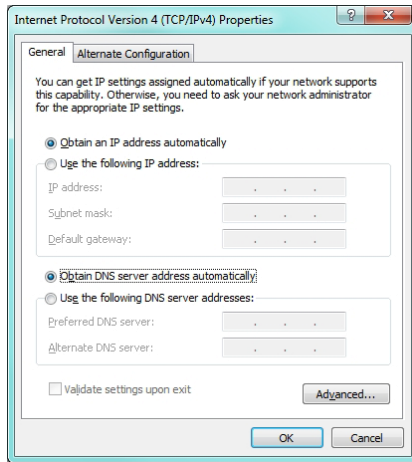 Internet Protocol Version 4 (TCP/IPv4) Properties
General
Alternate Configuration
You can get IP settings assigned automatically if your network supports
this capability. Otherwise, you need to ask your network administrator
for the appropriate IP settings.
Obtain an IP address automatically
Use the following IP address:
IP address:
Subnet mask:
Default gateway:
Obtain DNS server address automatically
Use the following DNS server addresses:
Preferred DNS server:
Alternate DNS server:
Validate settings upon exit
Advanced...
OK
Cancel